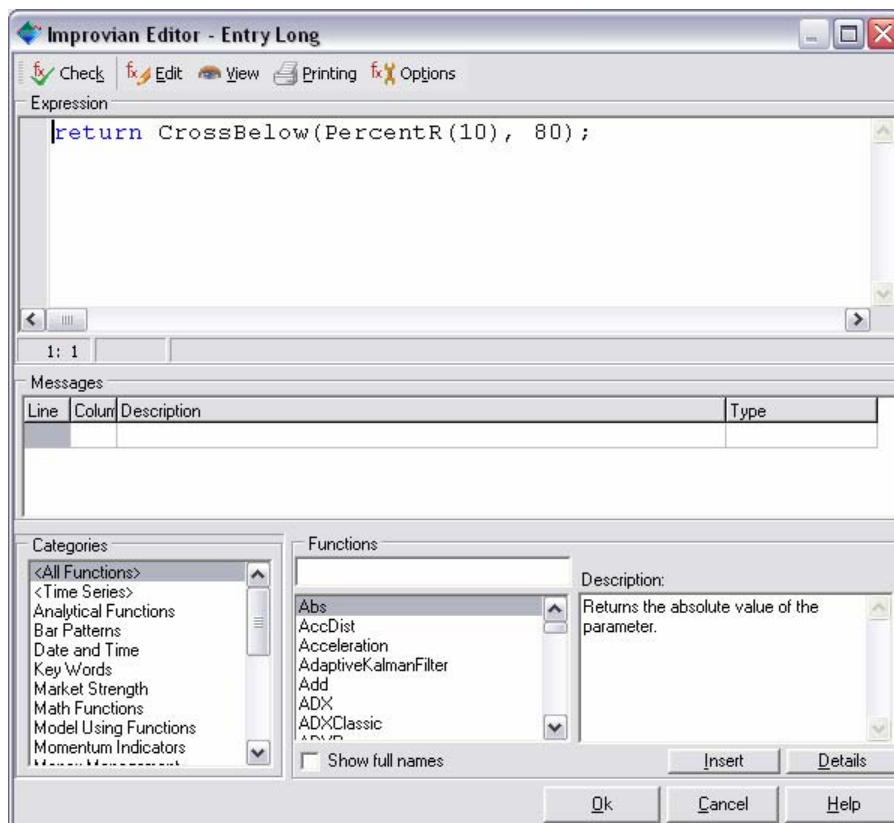 Improvian Editor - Entry Long
Check Edit View Printing Options
Expression
return CrossBelow(PercentR(10), 80);
1: 1
Messages
Line Colum Description Type
Categories
<All Functions>
<Time Series>
Analytical Functions
Bar Patterns
Date and Time
Key Words
Market Strength
Math Functions
Model Using Functions
Momentum Indicators
Functions
Abs
AccDist
Acceleration
AdaptiveKalmanFilter
Add
ADX
ADXClassic
Show full names
Description:
Returns the absolute value of the
parameter.
Insert Details
Ok Cancel Help